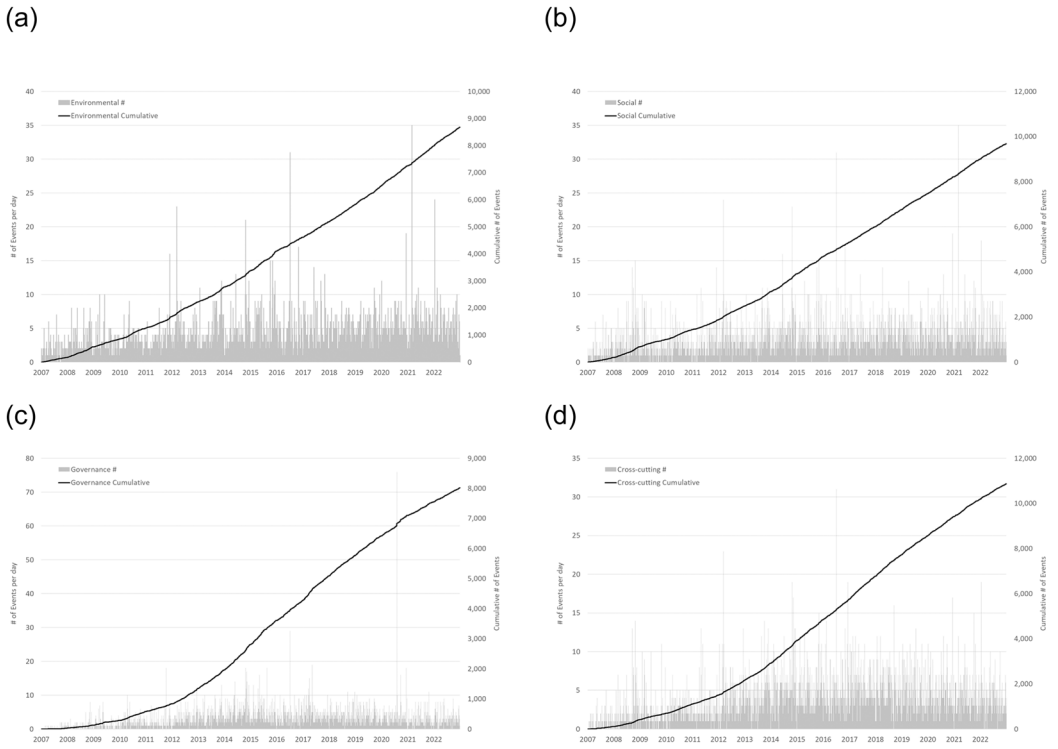 (a)
(b)
40
35
30
25
20
15
10
5
0
# of Events per day
Environmental #
Environmental Cumulative
10,000
9,000
8,000
7,000
6,000
5,000
4,000
3,000
2,000
1,000
0
Cumulative # of Events
2007 2008 2009 2010 2011 2012 2013 2014 2015 2016 2017 2018 2019 2020 2021 2022
40
35
30
25
20
15
10
5
0
# of Events per day
Social #
Social Cumulative
12,000
10,000
8,000
6,000
4,000
2,000
0
Cumulative # of Events
2007 2008 2009 2010 2011 2012 2013 2014 2015 2016 2017 2018 2019 2020 2021 2022
(c)
(d)
80
70
60
50
40
30
20
10
0
# of Events per day
Governance #
Governance Cumulative
9,000
8,000
7,000
6,000
5,000
4,000
3,000
2,000
1,000
0
Cumulative # of Events
2007 2008 2009 2010 2011 2012 2013 2014 2015 2016 2017 2018 2019 2020 2021 2022
35
30
25
20
15
10
5
0
# of Events per day
Cross-cutting #
Cross-cutting Cumulative
12,000
10,000
8,000
6,000
4,000
2,000
0
Cumulative # of Events
2007 2008 2009 2010 2011 2012 2013 2014 2015 2016 2017 2018 2019 2020 2021 2022